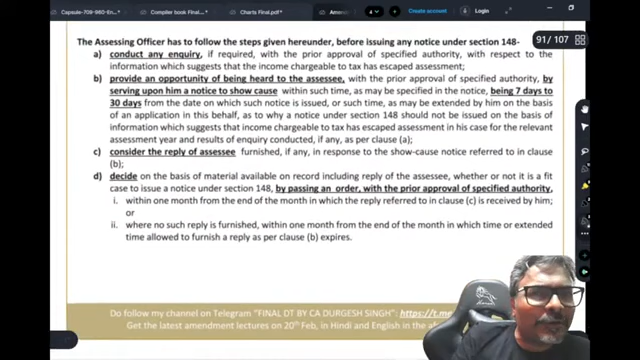 Capsule-709-980-En...
Compiler book Final...
Charts Final.pdf*
Amen
Create account
Login
91 / 107
The Assessing Officer has to follow the steps given hereunder, before issuing any notice under section 148-
a) conduct any enquiry, if required, with the prior approval of specified authority, with respect to the
information which suggests that the income chargeable to tax has escaped assessment;
b) provide an opportunity of being heard to the assessee, with the prior approval of specified authority, by
serving upon him a notice to show cause within such time, as may be specified in the notice, being 7 days to
30 days from the date on which such notice is issued, or such time, as may be extended by him on the basis
of an application in this behalf, as to why a notice under section 148 should not be issued on the basis of
information which suggests that income chargeable to tax has escaped assessment in his case for the relevant
assessment year and results of enquiry conducted, if any, as per clause (a);
c) consider the reply of assessee furnished, if any, in response to the show-cause notice referred to in clause
(b);
d) decide on the basis of material available on record including reply of the assessee, whether or not it is a fit
case to issue a notice under section 148, by passing an order, with the prior approval of specified authority,
i. within one month from the end of the month in which the reply referred to in clause (c) is received by him;
or
ii. where no such reply is furnished, within one month from the end of the month in which time or extended
time allowed to furnish a reply as per clause (b) expires.
Do follow my channel on Telegram "FINAL DT BY CA DURGESH SINGH": https://t.me
Get the latest amendment lectures on 20th Feb, in Hindi and English in the a